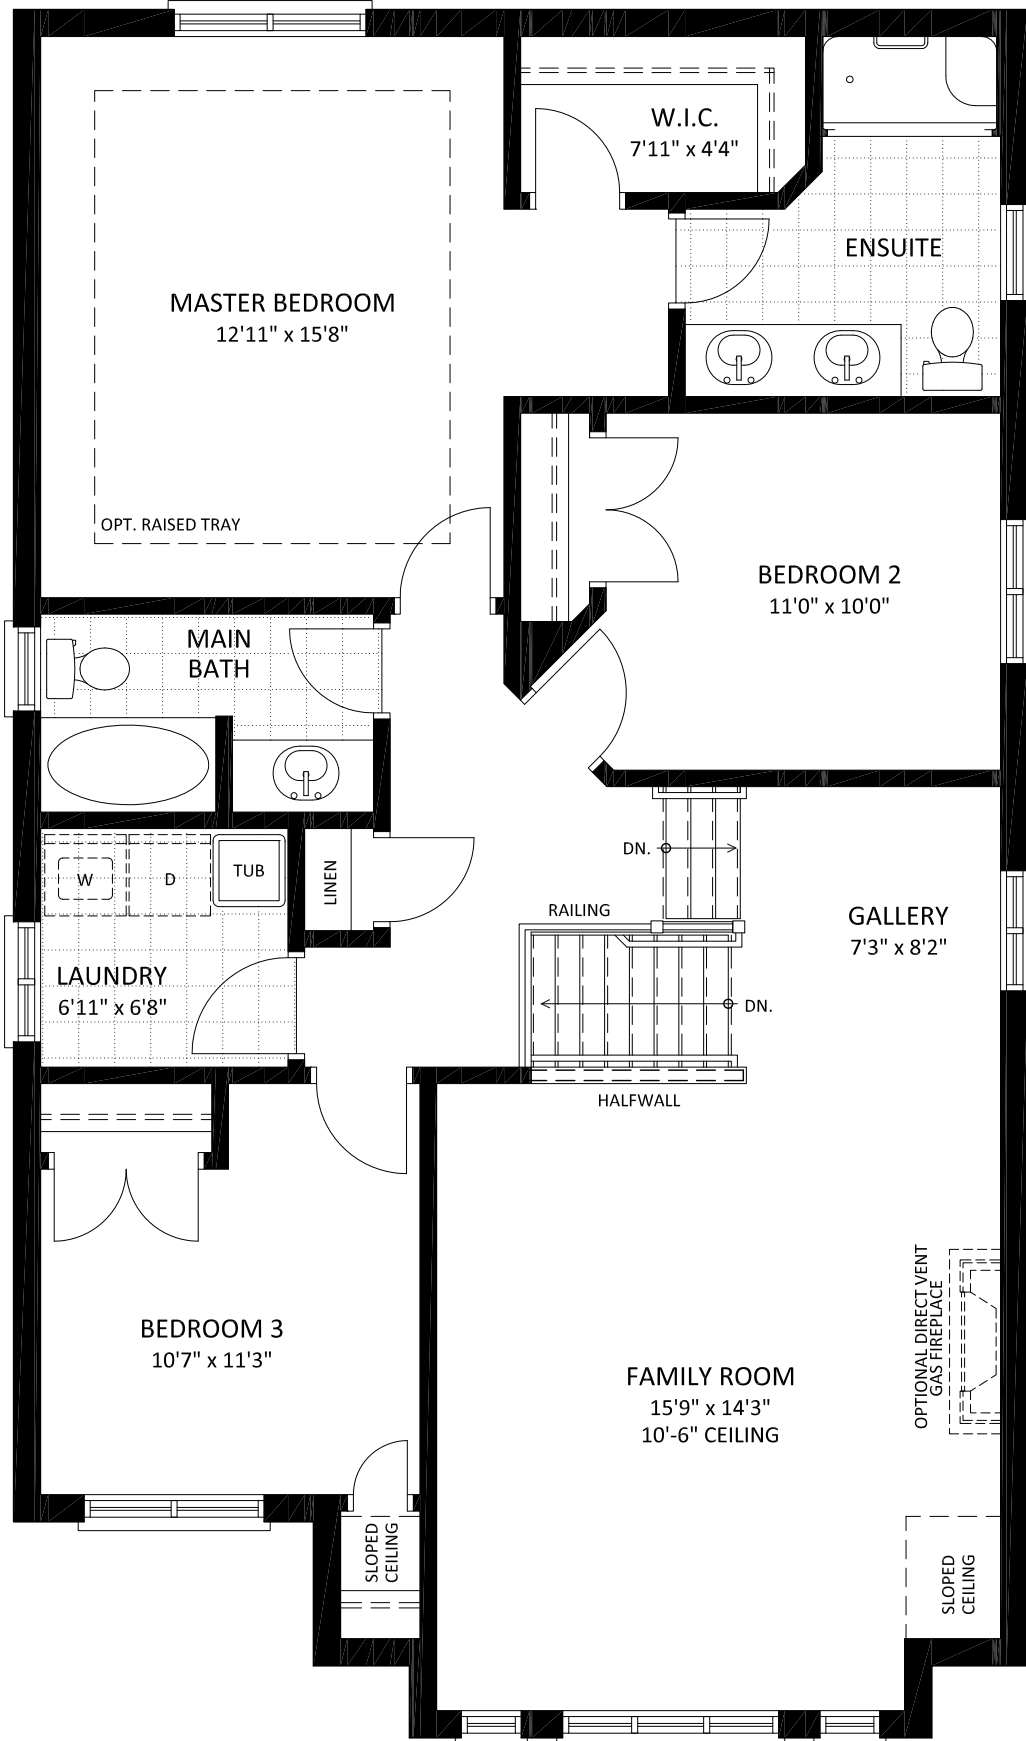 W.I.C.
7'11" x 4'4"
ENSUITE
MASTER BEDROOM
12'11" x 15'8"
OPT. RAISED TRAY
BEDROOM 2
11'0" x 10'0"
MAIN
BATH
W
D
TUB
LINEN
DN.
RAILING
GALLERY
7'3" x 8'2"
LAUNDRY
6'11" x 6'8"
DN.
HALFWALL
BEDROOM 3
10'7" x 11'3"
OPTIONAL DIRECT VENT
GAS FIREPLACE
FAMILY ROOM
15'9" x 14'3"
10'-6" CEILING
SLOPED
CEILING
SLOPED
CEILING